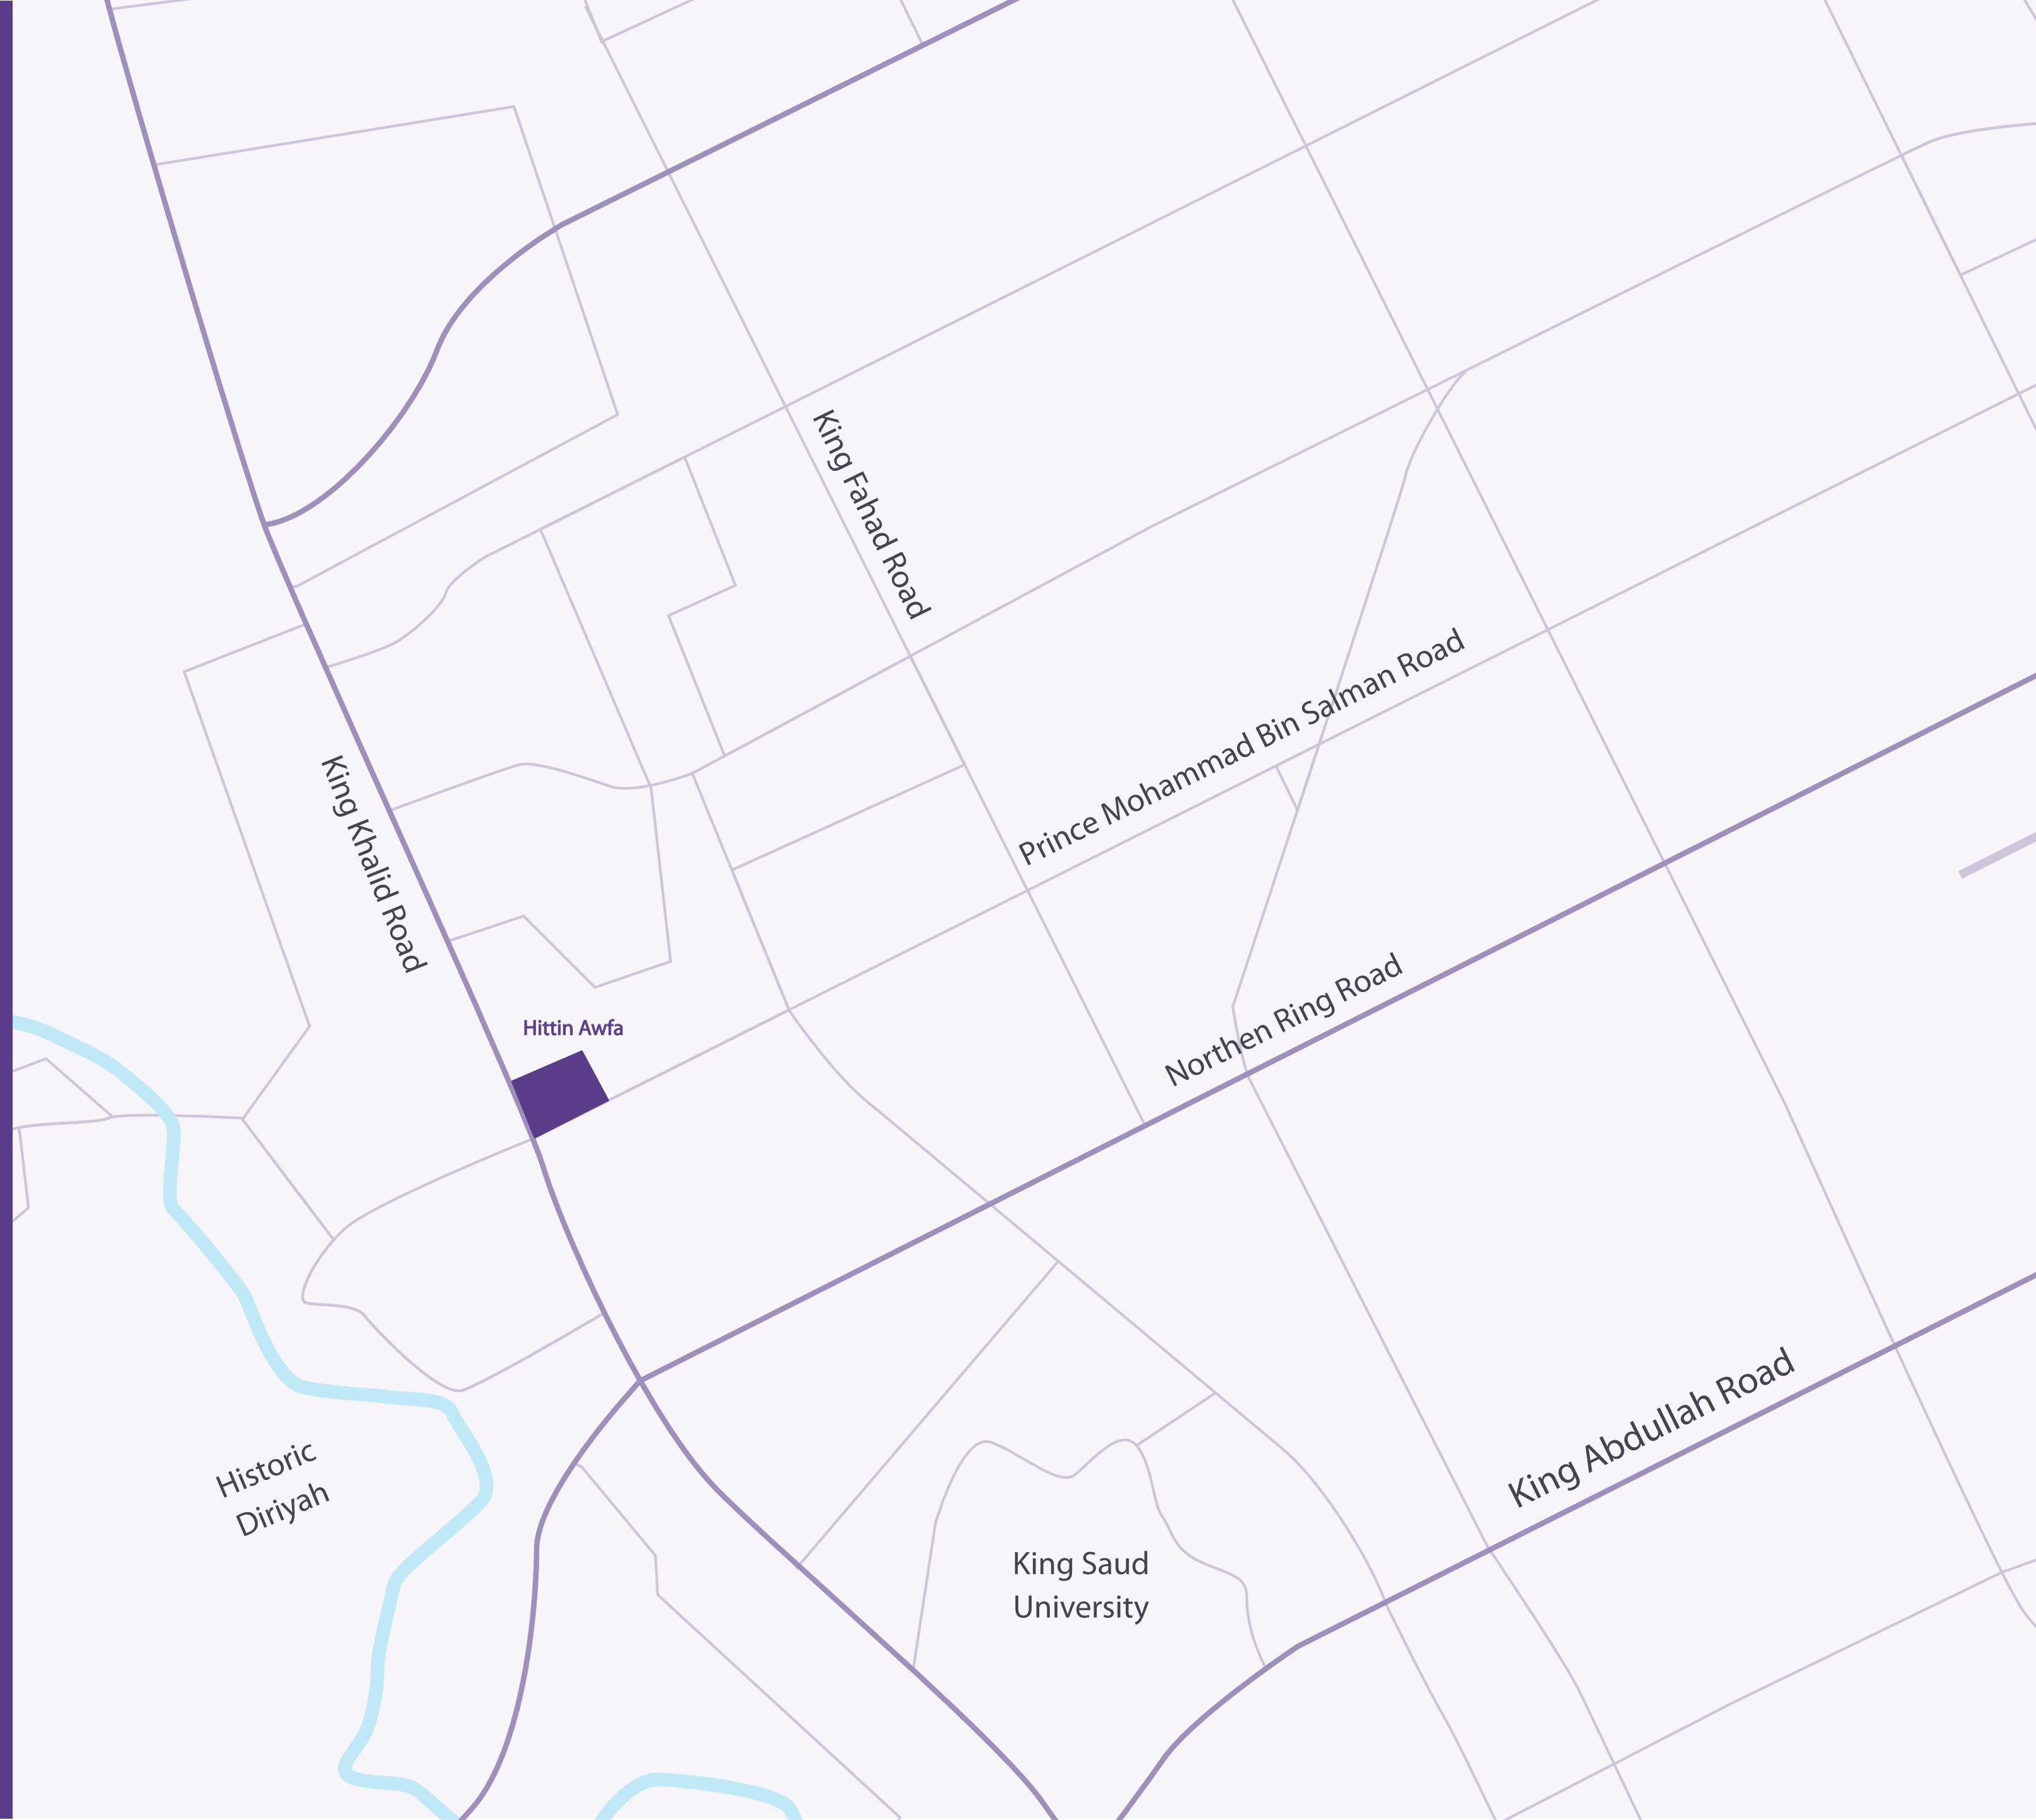 King Fahad Road
Prince Mohammad Bin Salman Road
King Khalid Road
Northen Ring Road
Hittin Awfa
King Abdullah Road
Historic
Diriyah
King Saud
University